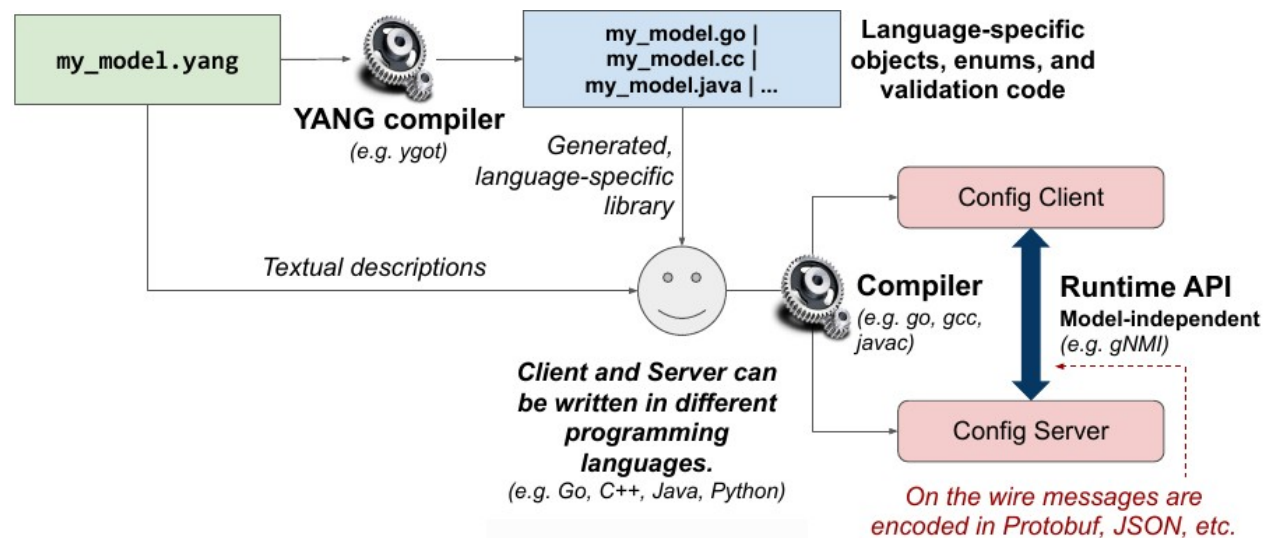 my_model.yang
YANG compiler
(e.g. ygot)
my_model.go |
my_model.cc |
my_model.java | ...
Language-specific
objects, enums, and
validation code
Generated,
language-specific
library
Textual descriptions
Client and Server can
be written in different
programming
languages.
(e.g. Go, C++, Java, Python)
Compiler
(e.g. go, gcc,
javac)
Config Client
Runtime API
Model-independent
(e.g. gNMI)
Config Server
On the wire messages are
encoded in Protobuf, JSON, etc.